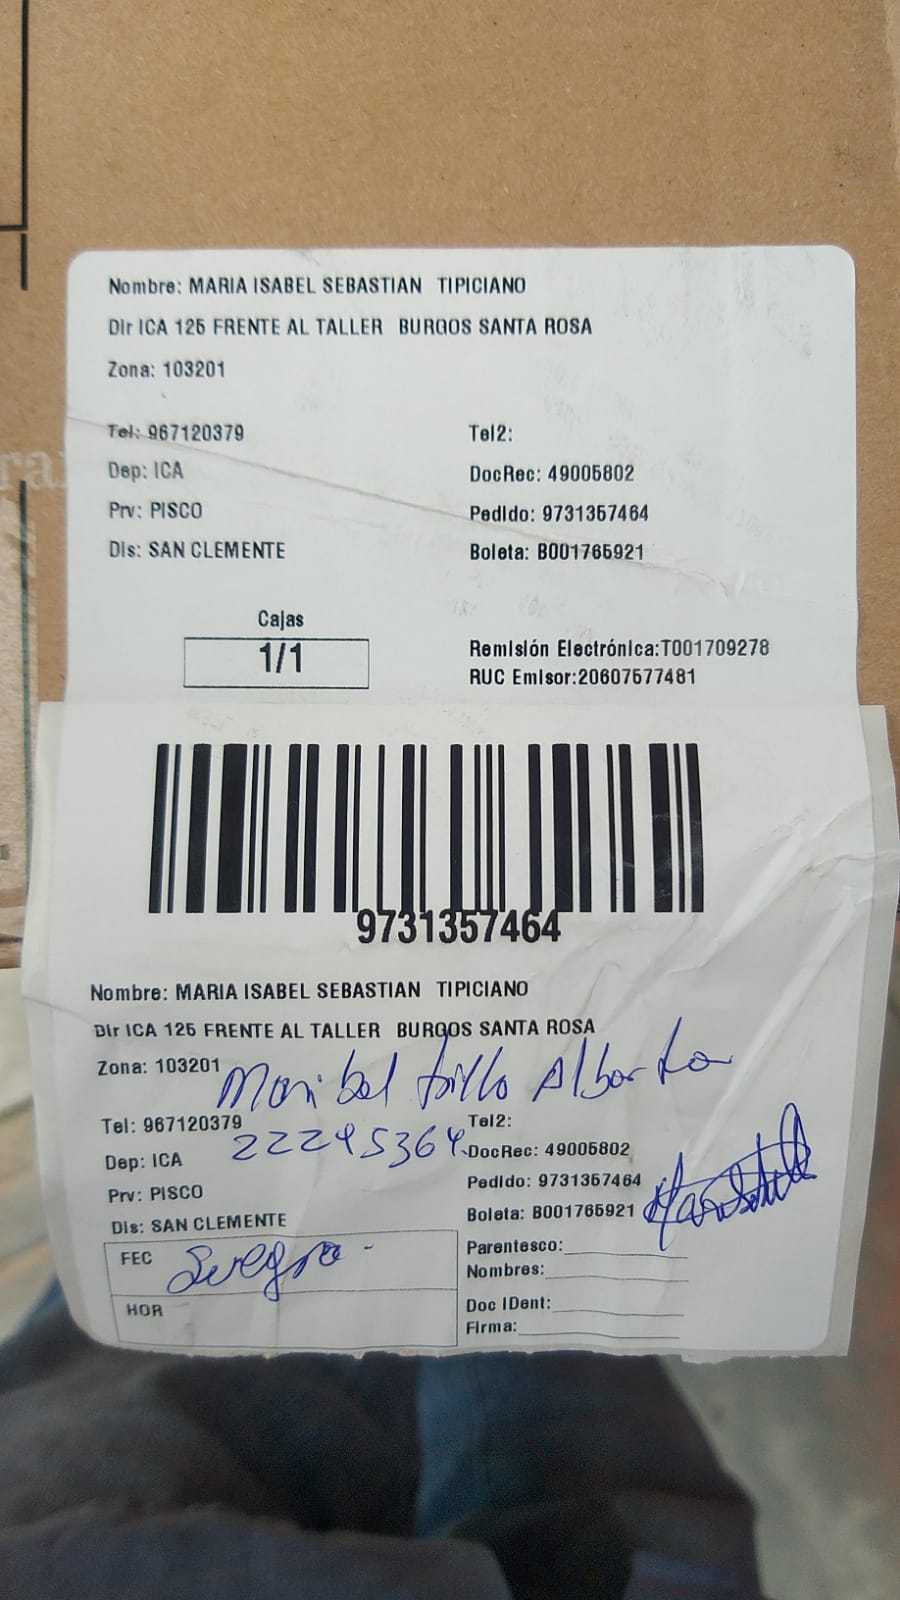 Nombre: MARIA ISABEL SEBASTIAN TIPICIANO
Dir ICA 125 FRENTE AL TALLER BURGOS SANTA ROSA
Zona: 103201
Tel: 967120379 Tel2:
Dep: ICA DocRec: 49005802
Prv: PISCO Pedido: 9731357464
Dis: SAN CLEMENTE Boleta: B001765921
Cajas
1/1
Remisión Electrónica:T001709278
RUC Emisor:20607577481
9731357464
Nombre: MARIA ISABEL SEBASTIAN TIPICIANO
Dir ICA 125 FRENTE AL TALLER BURGOS SANTA ROSA
Zona: 103201
Maribel trillo Alberta
Tel: 967120379 Tel2:
22245364
Dep: ICA DocRec: 49005802
Prv: PISCO Pedido: 9731357464
Dis: SAN CLEMENTE Boleta: B001765921
FEC Suegra Parentesco:
Nombres:
HOR Doc IDent:
Firma: